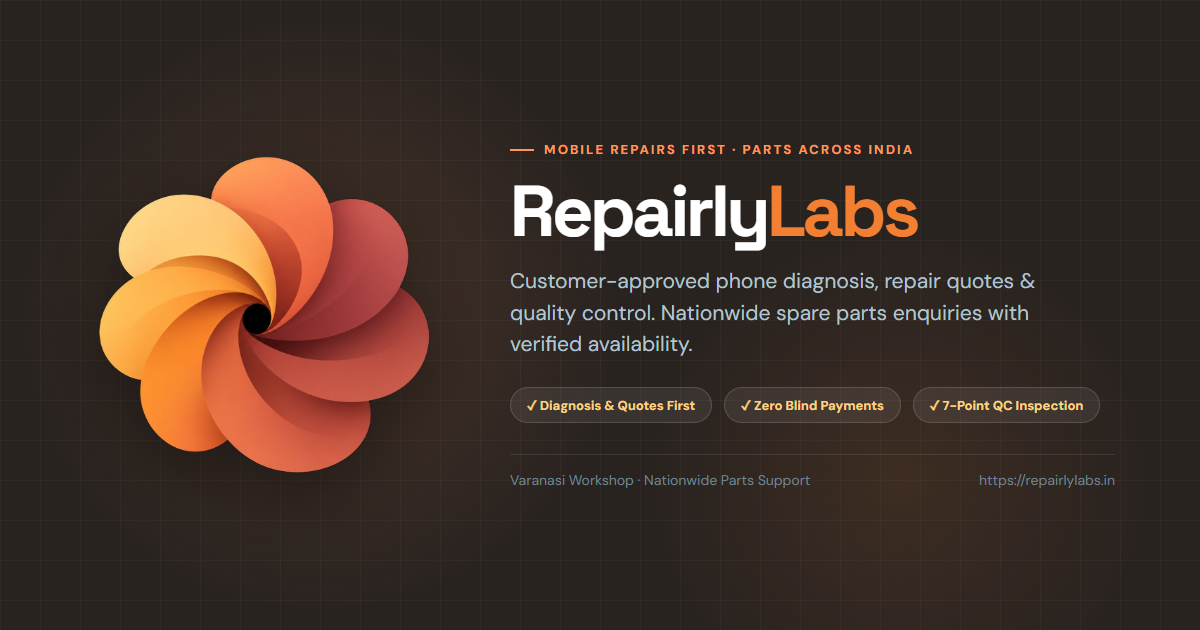 MOBILE REPAIRS FIRST · PARTS ACROSS INDIA
RepairlyLabs
Customer-approved phone diagnosis, repair quotes &
quality control. Nationwide spare parts enquiries with
verified availability.
✓ Diagnosis & Quotes First
✓ Zero Blind Payments
✓ 7-Point QC Inspection
Varanasi Workshop · Nationwide Parts Support
https://repairlylabs.in